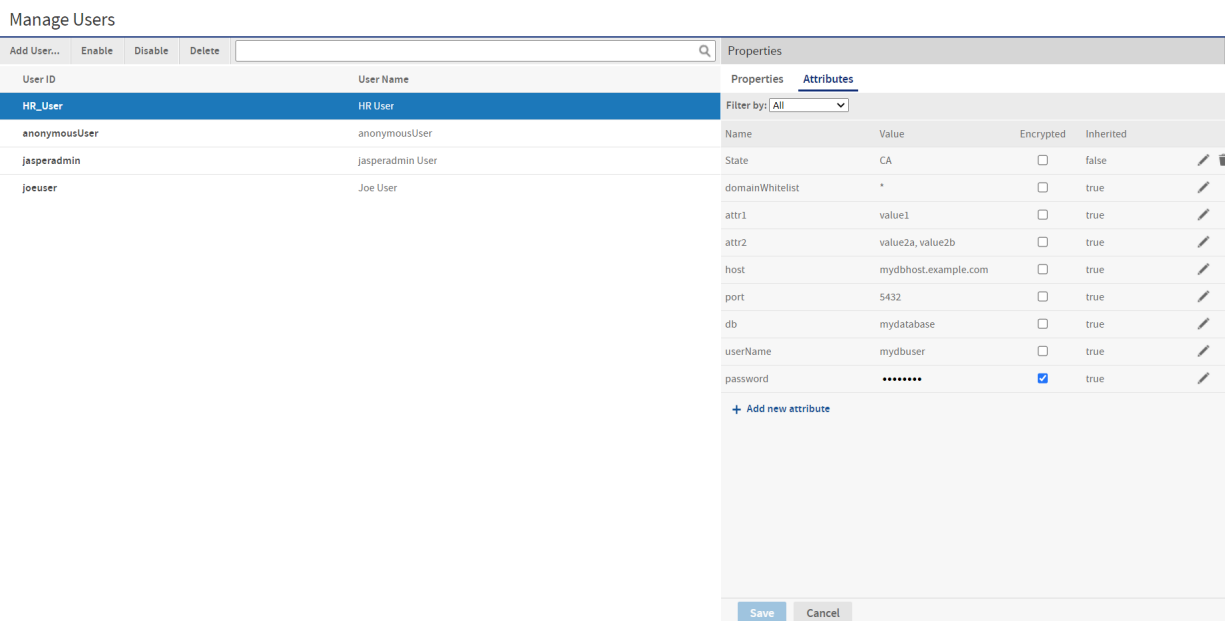 Manage Users
Add User... Enable Disable Delete
User ID User Name
HR_User HR User
anonymousUser anonymousUser
jasperadmin jasperadmin User
joeuser Joe User
Properties
Properties Attributes
Filter by: All
Name Value Encrypted Inherited
State CA false
domainWhitelist * true
attr1 value1 true
attr2 value2a, value2b true
host mydbhost.example.com true
port 5432 true
db mydatabase true
userName mydbuser true
password •••••••• true
+ Add new attribute
Save Cancel